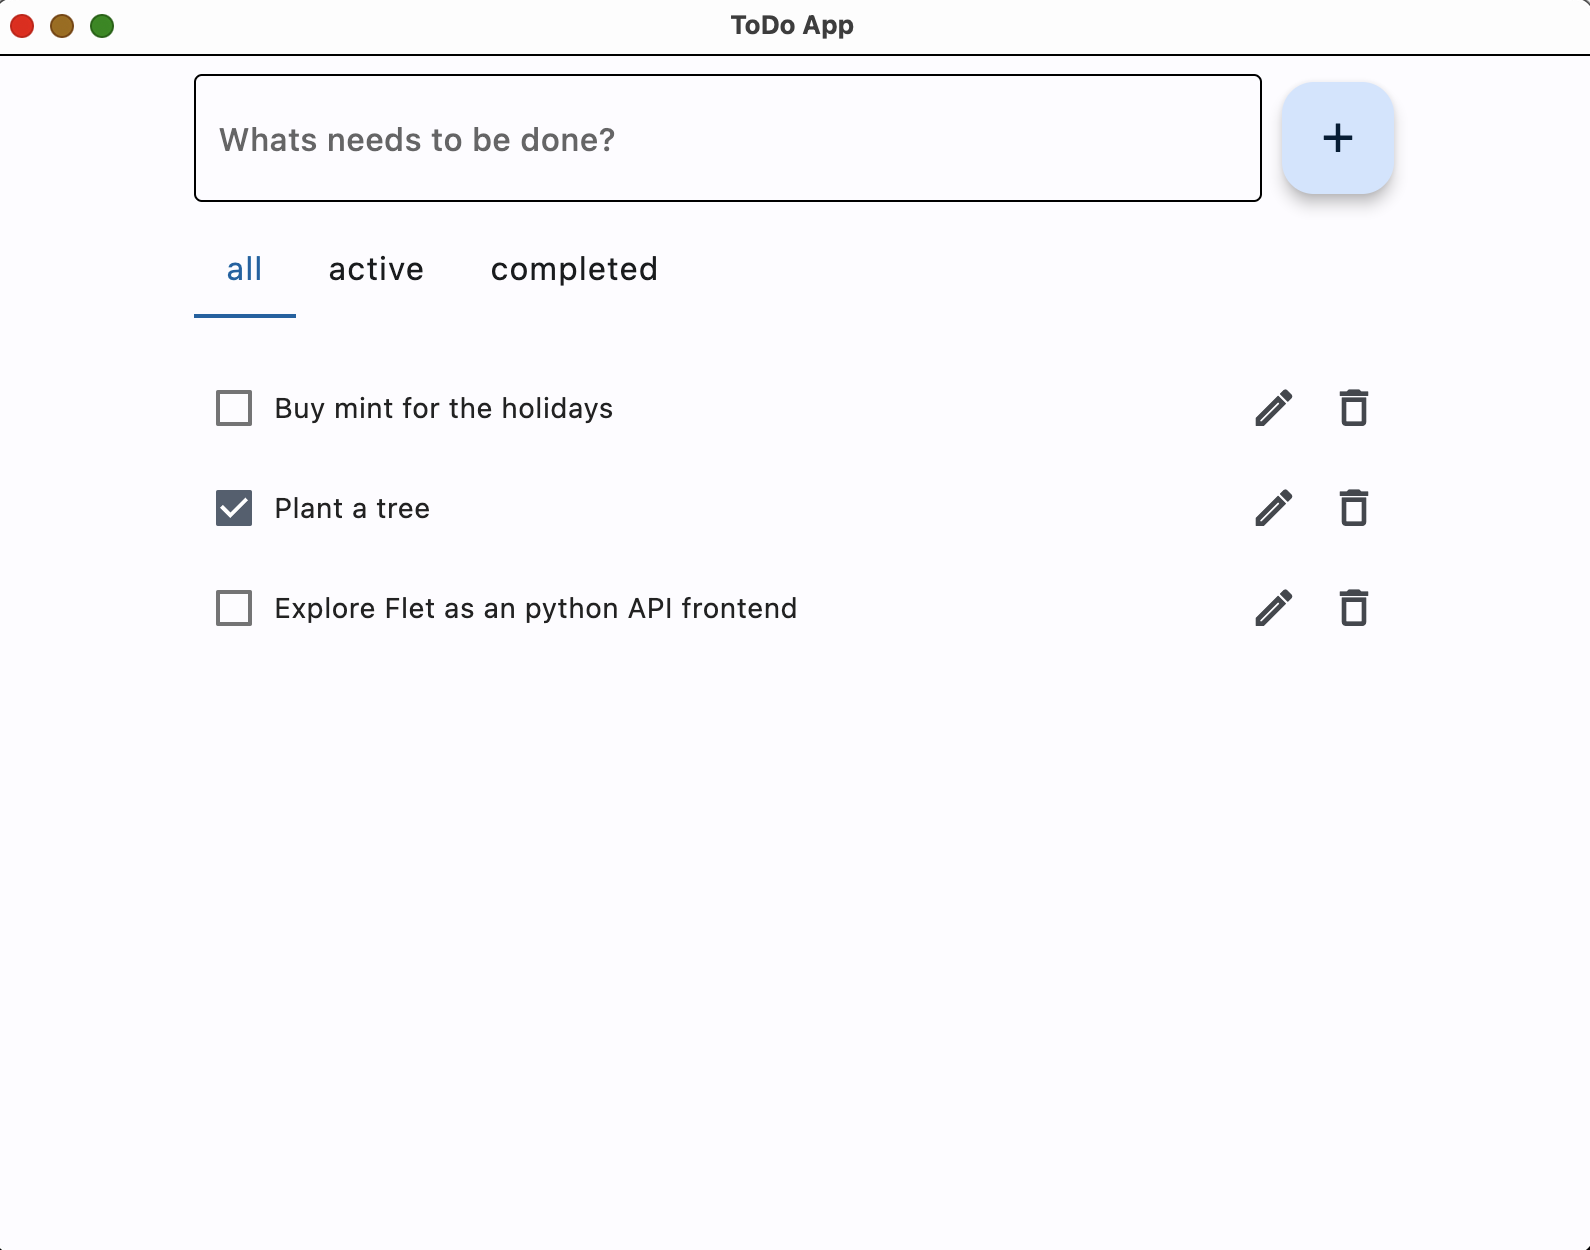 ToDo App
Whats needs to be done?
+
all active completed
Buy mint for the holidays
Plant a tree
Explore Flet as an python API frontend